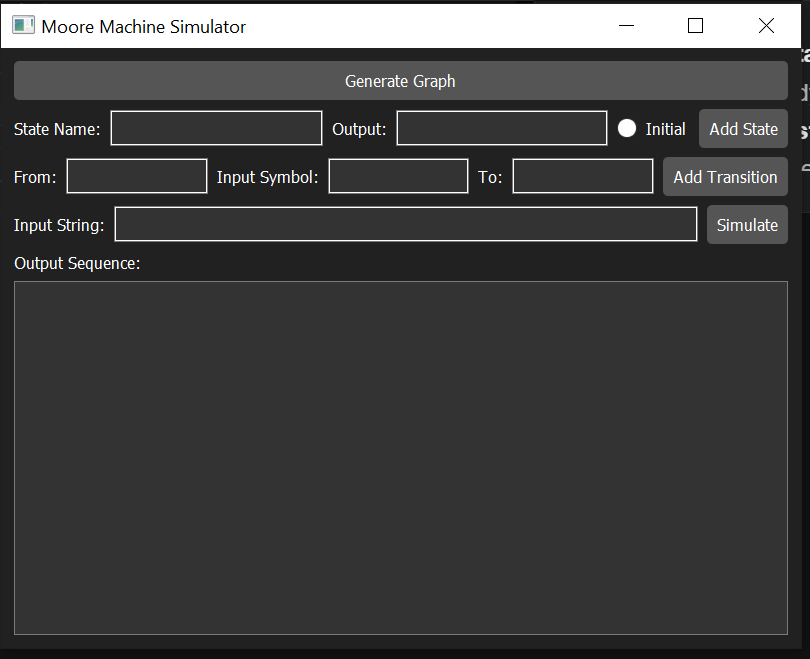 Moore Machine Simulator
Generate Graph
State Name: Output: Initial Add State
From: Input Symbol: To: Add Transition
Input String: Simulate
Output Sequence: